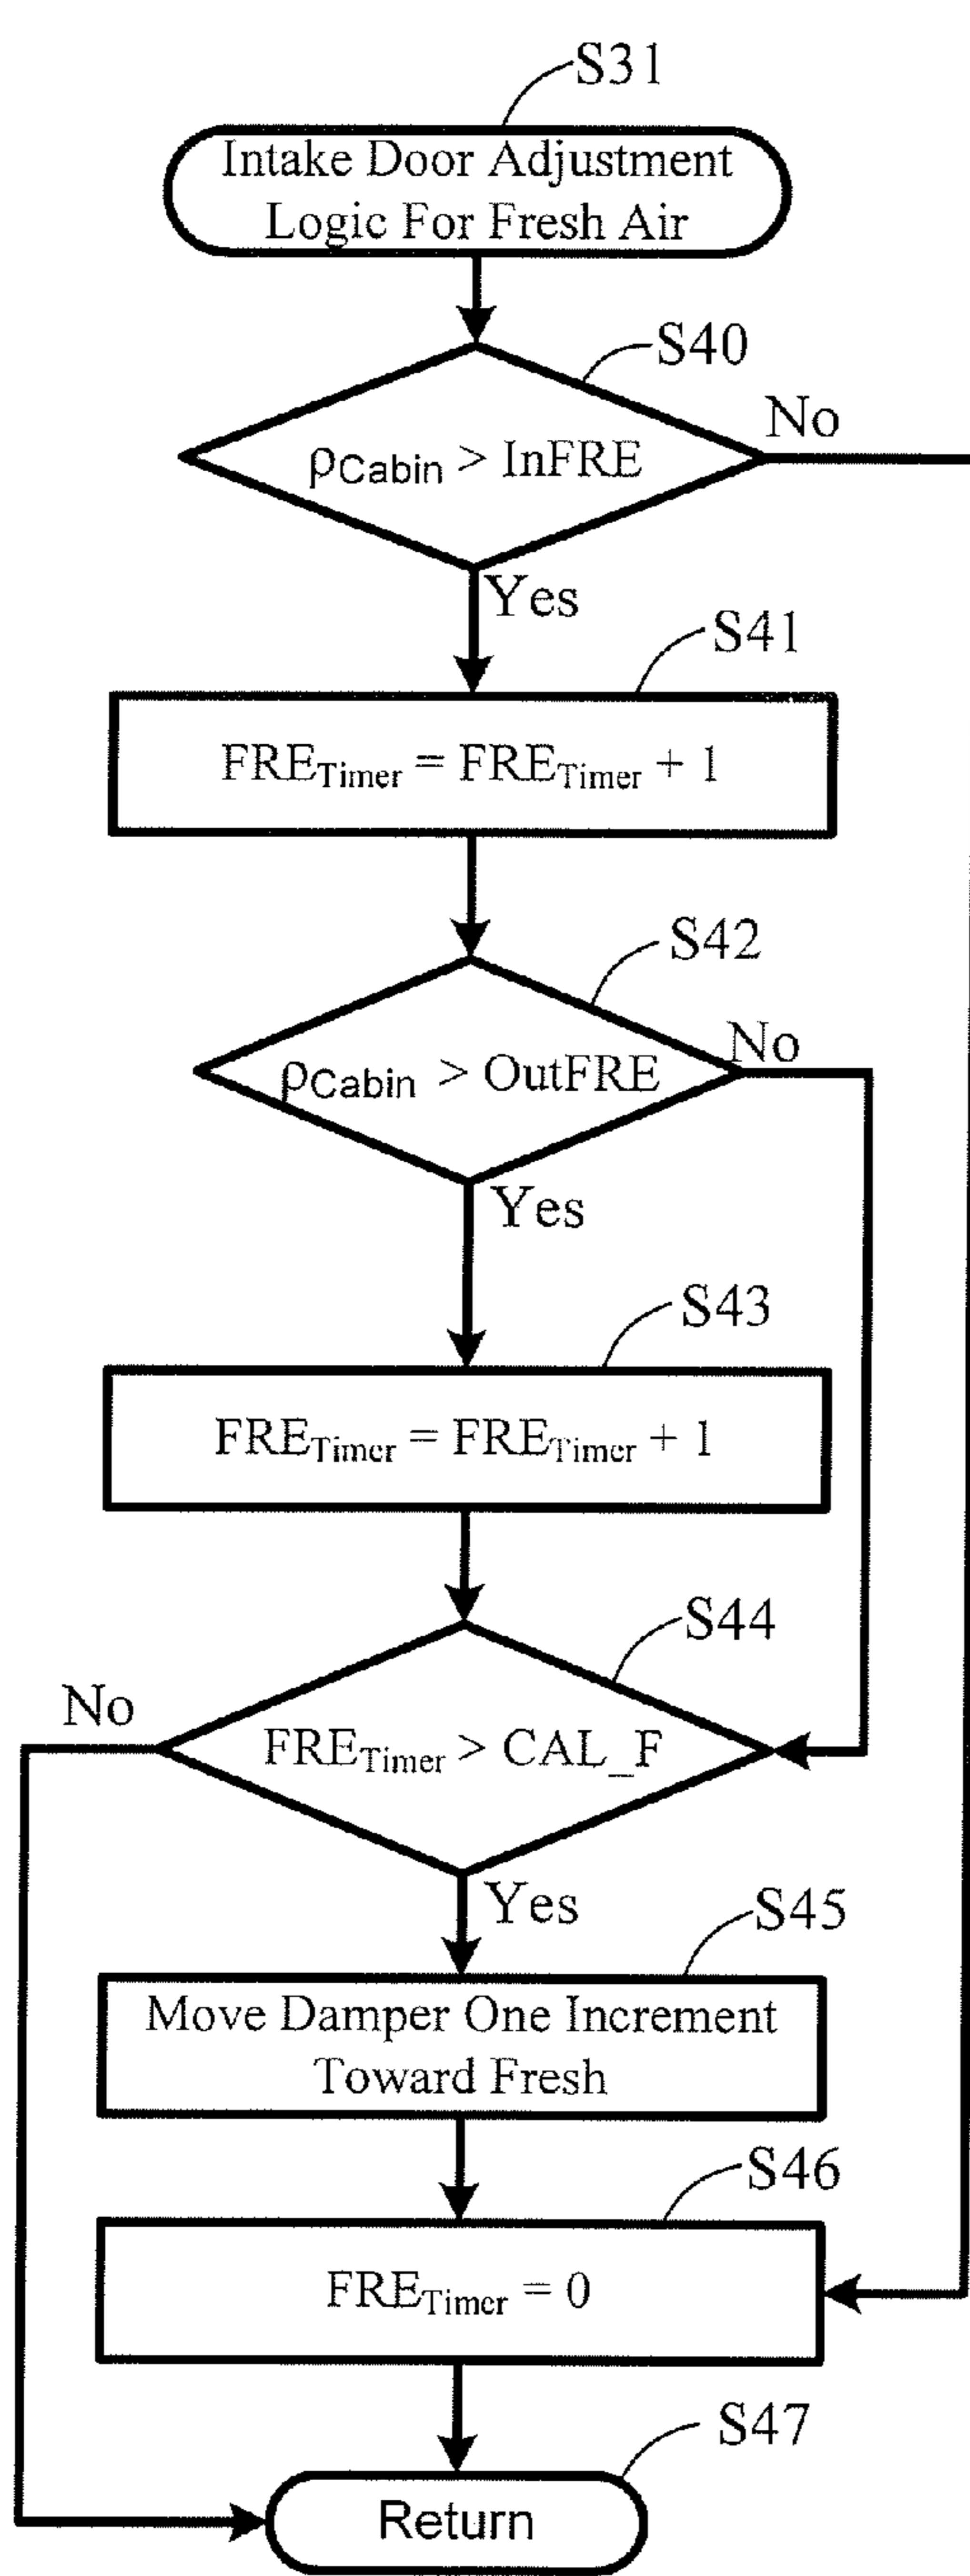 S31
Intake Door Adjustment
Logic For Fresh Air
S40
ρCabin > InFRE
No
Yes
S41
FRETimer = FRETimer + 1
S42
ρCabin > OutFRE
No
Yes
S43
FRETimer = FRETimer + 1
S44
No
FRETimer > CAL_F
Yes
S45
Move Damper One Increment
Toward Fresh
S46
FRETimer = 0
S47
Return